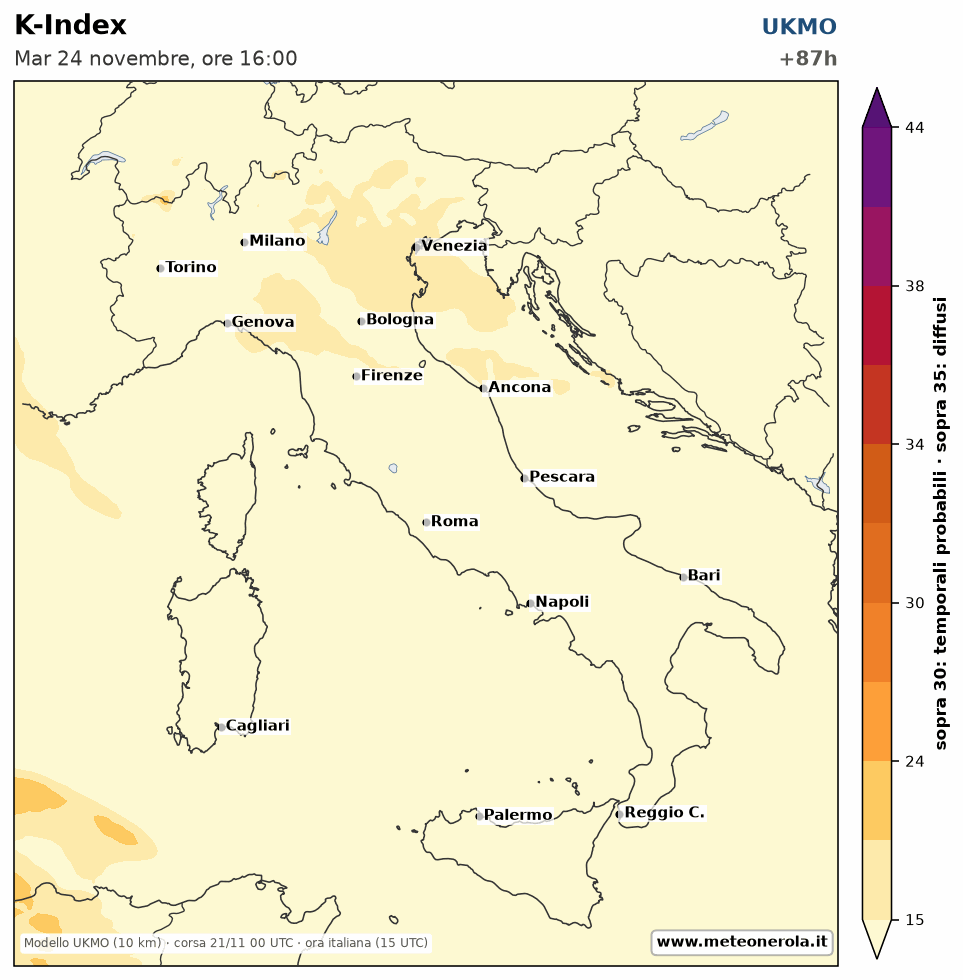 K-Index
UKMO
Mar 24 novembre, ore 16:00
+87h
44
38
34
30
24
15
sopra 30: temporali probabili · sopra 35: diffusi
Milano
Venezia
Torino
Genova
Bologna
Firenze
Ancona
Pescara
Roma
Bari
Napoli
Cagliari
Palermo
Reggio C.
Modello UKMO (10 km) · corsa 21/11 00 UTC · ora italiana (15 UTC)
www.meteonerola.it